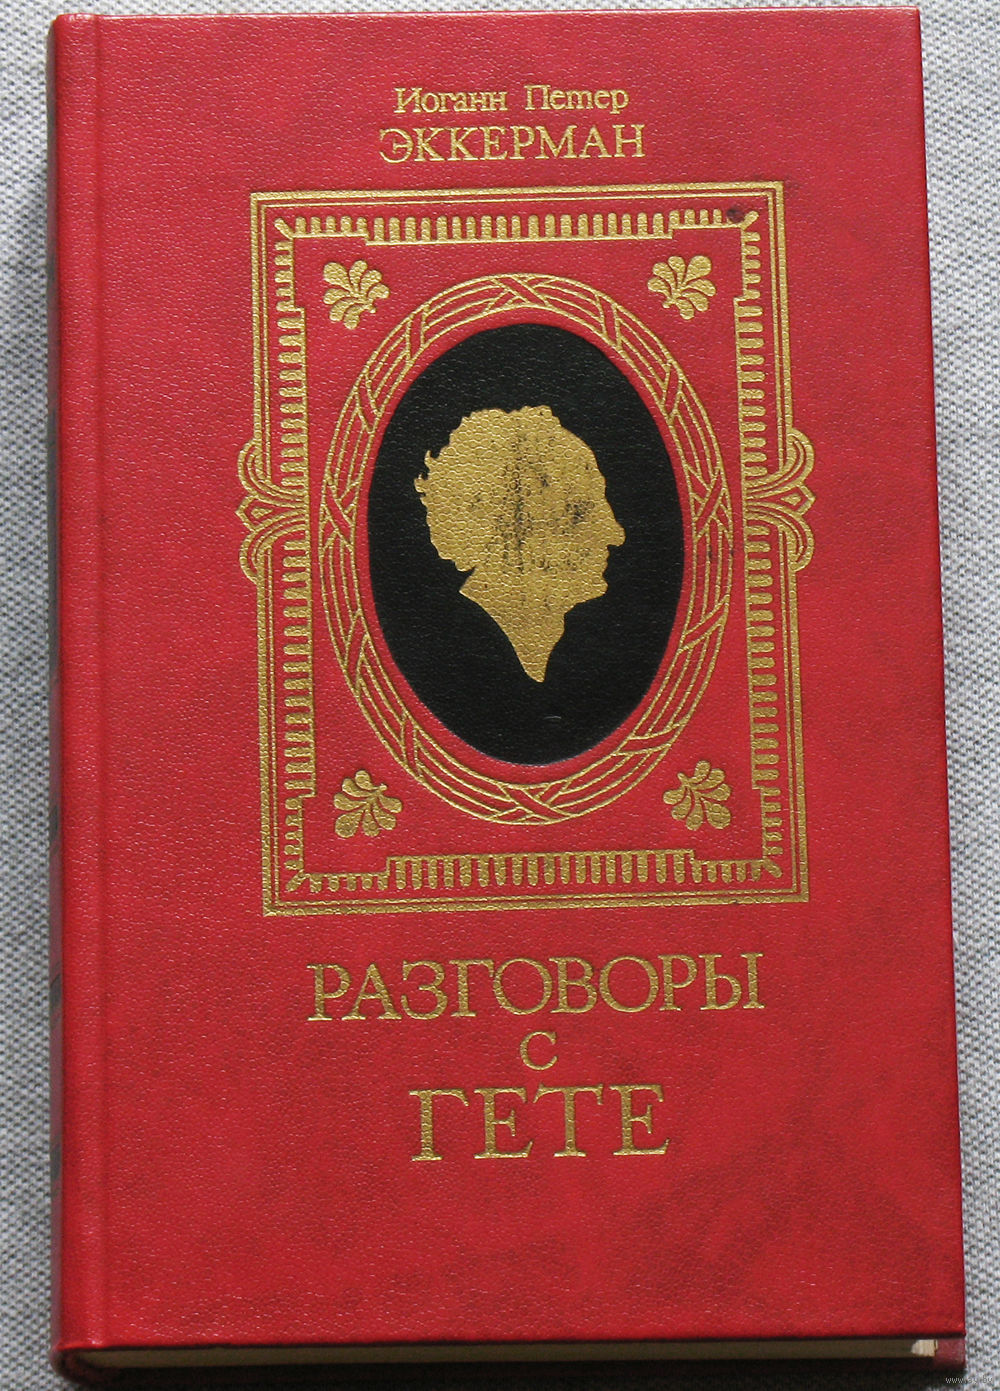 Иоганн Петер
ЭККЕРМАН
РАЗГОВОРЫ
С
ГЕТЕ